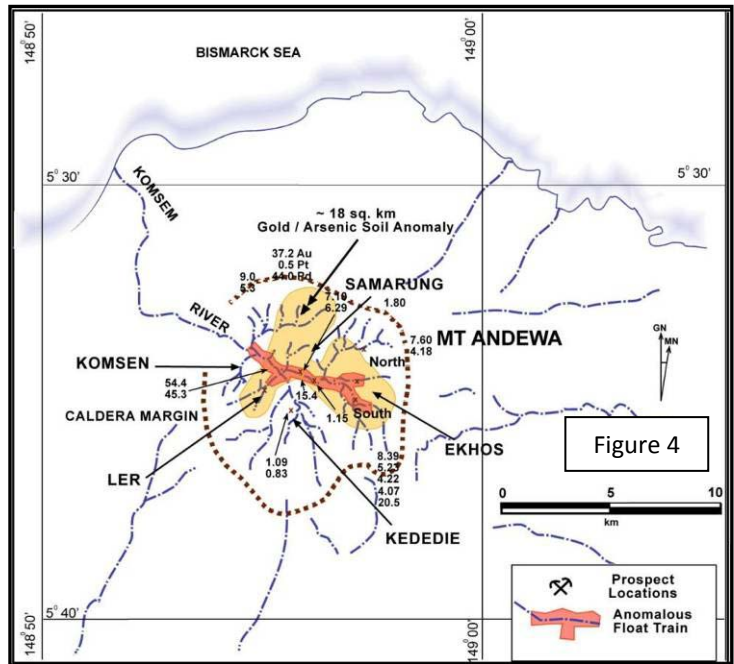 148° 50'
149° 00'
BISMARCK SEA
5° 30'
5° 30'
KOMSEM
RIVER
~ 18 sq. km
Gold / Arsenic Soil Anomaly
37.2 Au
0.5 Pt
Pd
9.0
5.3
SAMARUNG
7.10
6.29
1.80
7.60
4.18
MT ANDEWA
North
KOMSEN
54.4
45.3
15.4
South
1.15
CALDERA MARGIN
EKHOS
LER
1.09
0.83
8.39
5.23
4.22
4.07
20.5
KEDEDIE
GN
MN
Figure 4
0 5 10
km
5° 40'
148° 50'
149° 00'
Prospect
Locations
Anomalous
Float Train